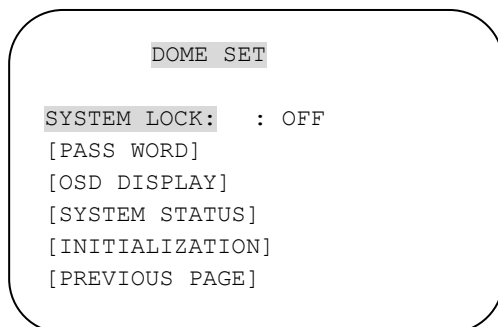 DOME SET
SYSTEM LOCK: : OFF
[PASS WORD]
[OSD DISPLAY]
[SYSTEM STATUS]
[INITIALIZATION]
[PREVIOUS PAGE]